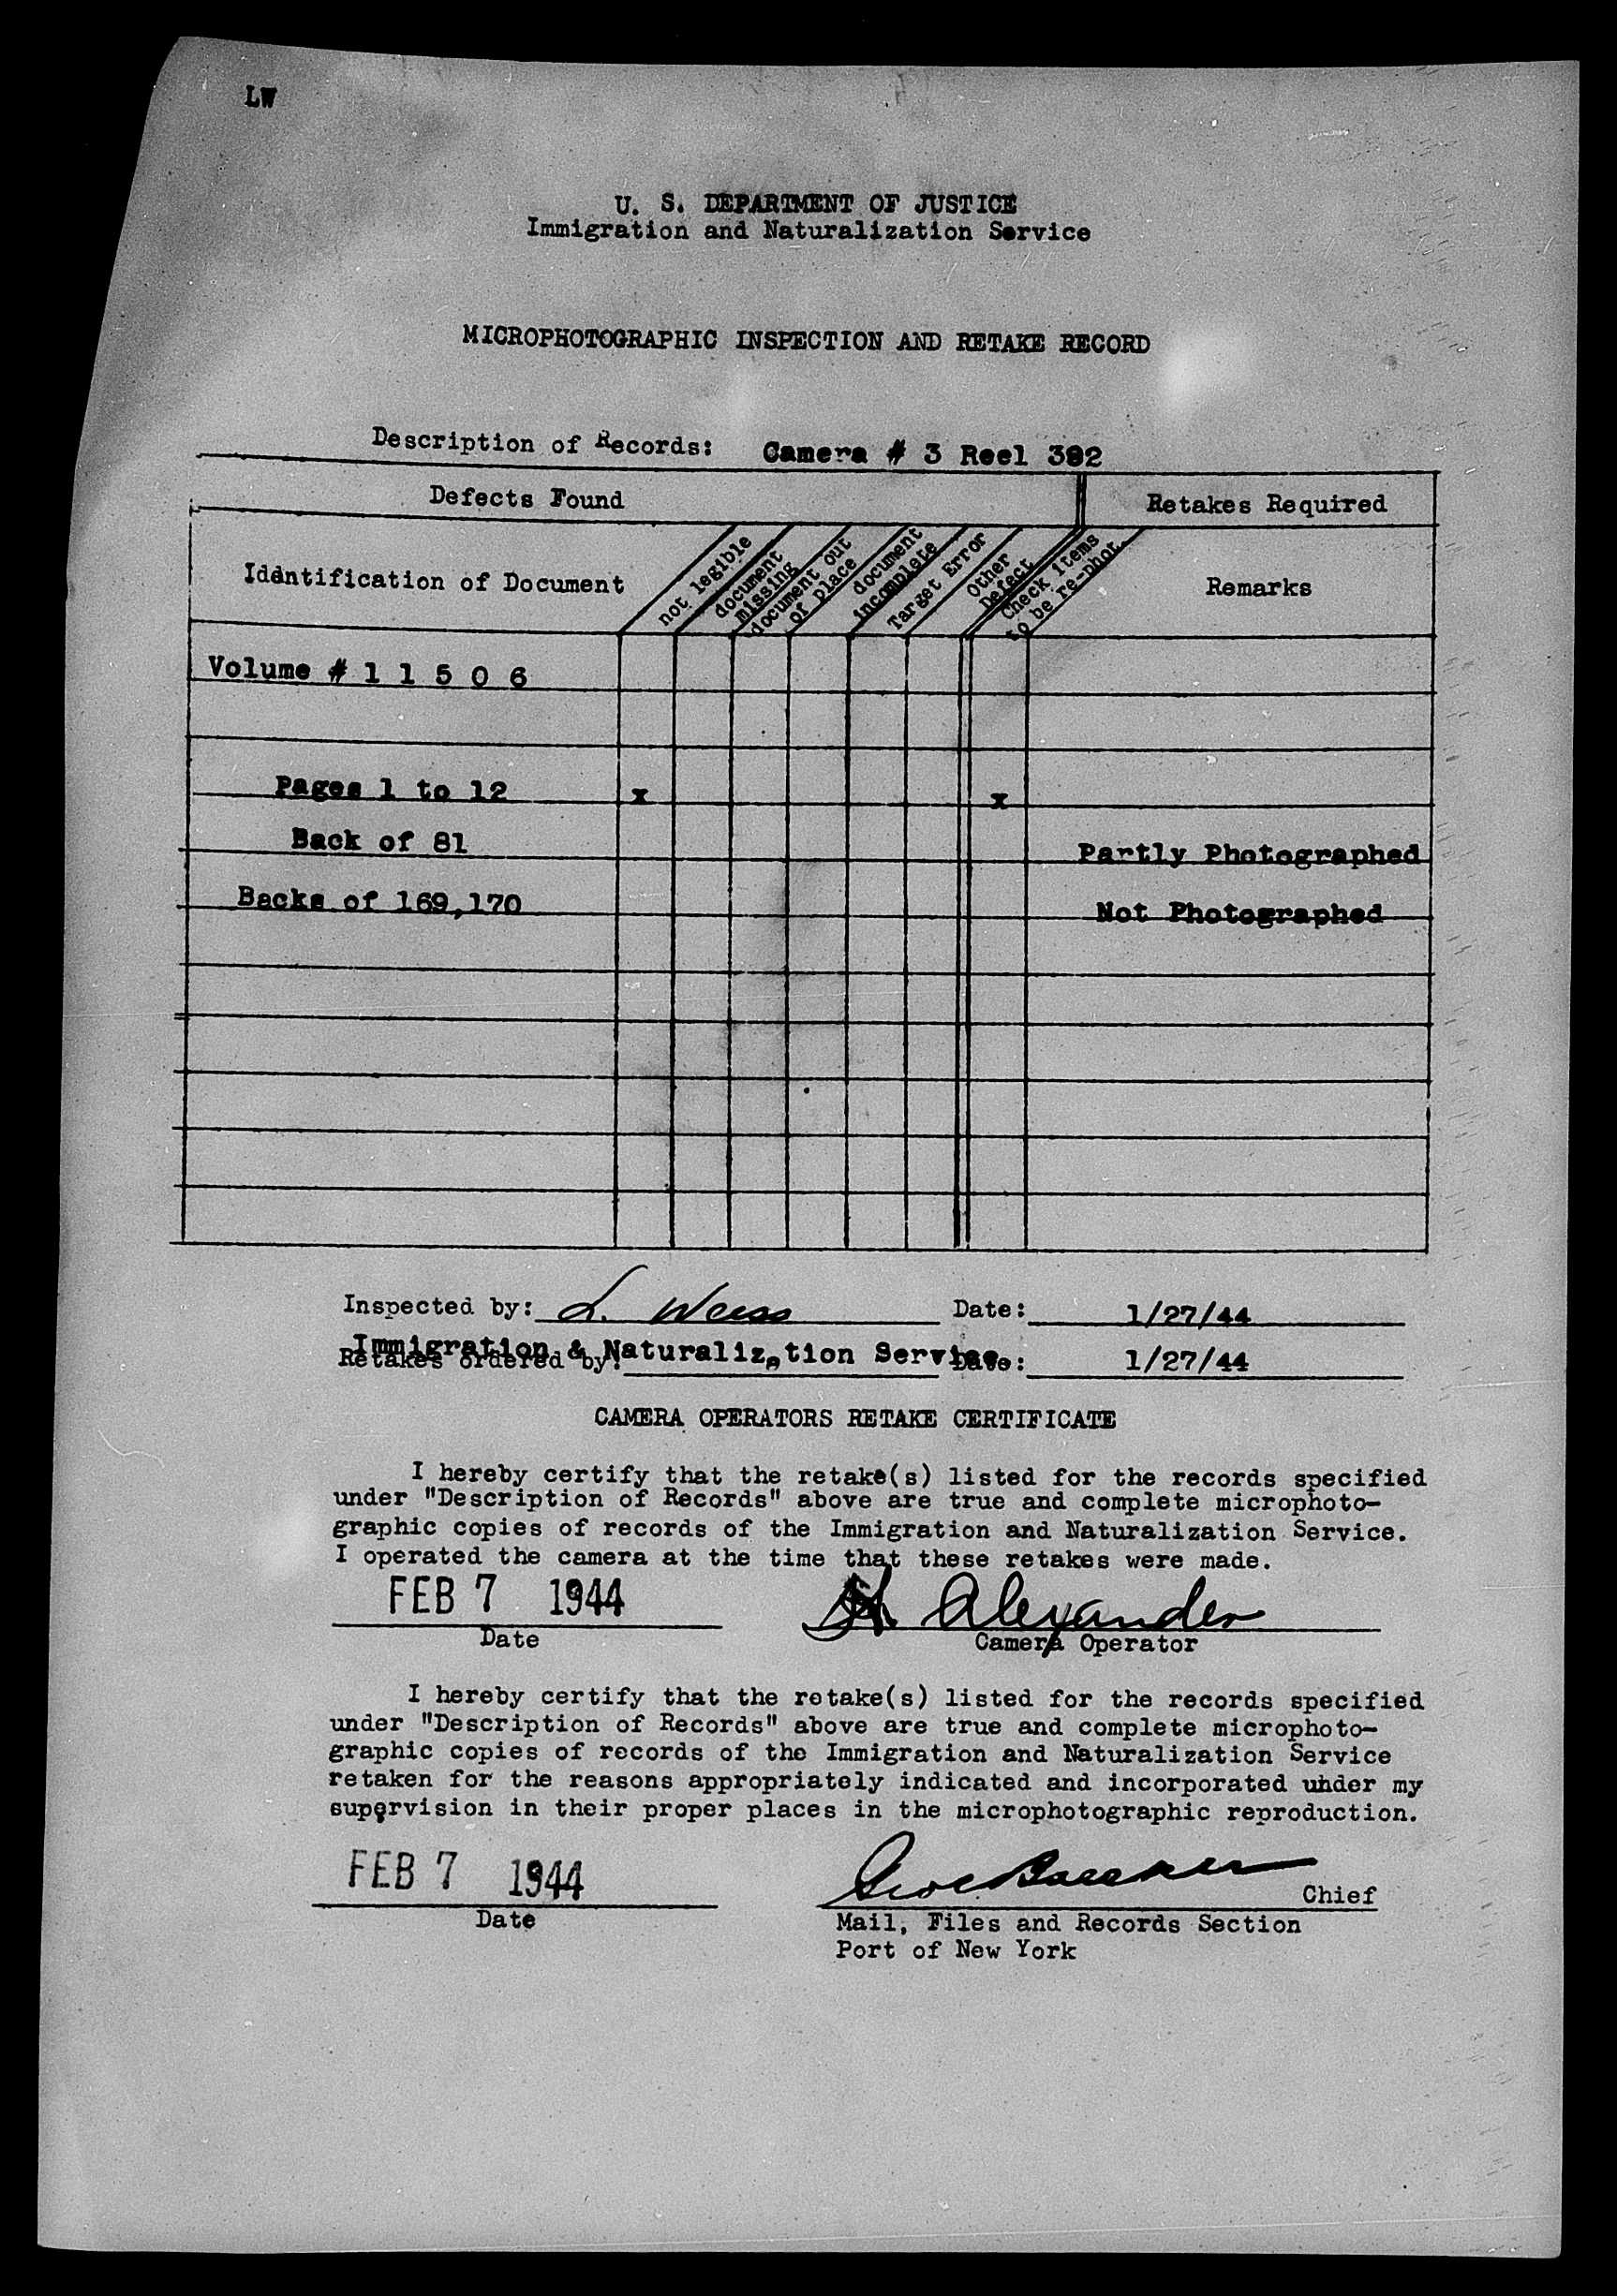 LW
U. S. DEPARTMENT OF JUSTICE
Immigration and Naturalization Service
MICROPHOTOGRAPHIC INSPECTION AND RETAKE RECORD
Description of Records: Camera # 3 Reel 392
Defects Found
Retakes Required
Identification of Document
not legible
document
missing
document out
of place
document
incomplete
Target Error
Other
Defect
Check items
to be re-phot.
Remarks
Volume # 1 1 5 0 6
Pages 1 to 12 x x
Back of 81 Partly Photographed
Backs of 169,170 Not Photographed
Inspected by: L. Weiss Date: 1/27/44
Immigration & Naturalization Service
Retakes ordered by: Date: 1/27/44
CAMERA OPERATORS RETAKE CERTIFICATE
I hereby certify that the retake(s) listed for the records specified
under "Description of Records" above are true and complete microphoto-
graphic copies of records of the Immigration and Naturalization Service.
I operated the camera at the time that these retakes were made.
FEB 7 1944 Alexander
Date Camera Operator
I hereby certify that the retake(s) listed for the records specified
under "Description of Records" above are true and complete microphoto-
graphic copies of records of the Immigration and Naturalization Service
retaken for the reasons appropriately indicated and incorporated under my
supervision in their proper places in the microphotographic reproduction.
FEB 7 1944 Chief
Date Mail, Files and Records Section
Port of New York